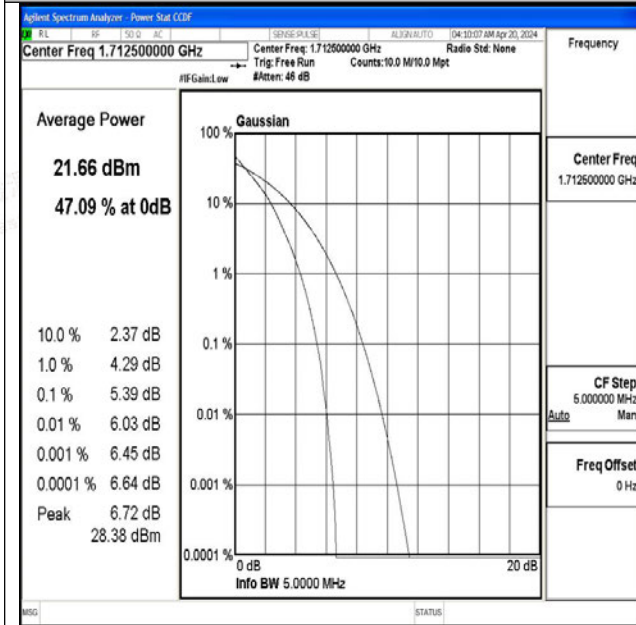 Agilent Spectrum Analyzer - Power Stat CCDF
RL RF 50 Ω AC SENSE:PULSE ALIGN AUTO 04:10:07 AM Apr 20, 2024
Center Freq 1.712500000 GHz
Center Freq: 1.712500000 GHz Radio Std: None
Trig: Free Run Counts:10.0 M/10.0 Mpt
#IFGain:Low #Atten: 46 dB
Frequency
Average Power
21.66 dBm
47.09 % at 0dB
10.0 % 2.37 dB
1.0 % 4.29 dB
0.1 % 5.39 dB
0.01 % 6.03 dB
0.001 % 6.45 dB
0.0001 % 6.64 dB
Peak 6.72 dB
28.38 dBm
Gaussian
100 %
10 %
1 %
0.1 %
0.01 %
0.001 %
0.0001 %
0 dB 20 dB
Info BW 5.0000 MHz
Center Freq
1.712500000 GHz
CF Step
5.000000 MHz
Auto Man
Freq Offset
0 Hz
MSG STATUS